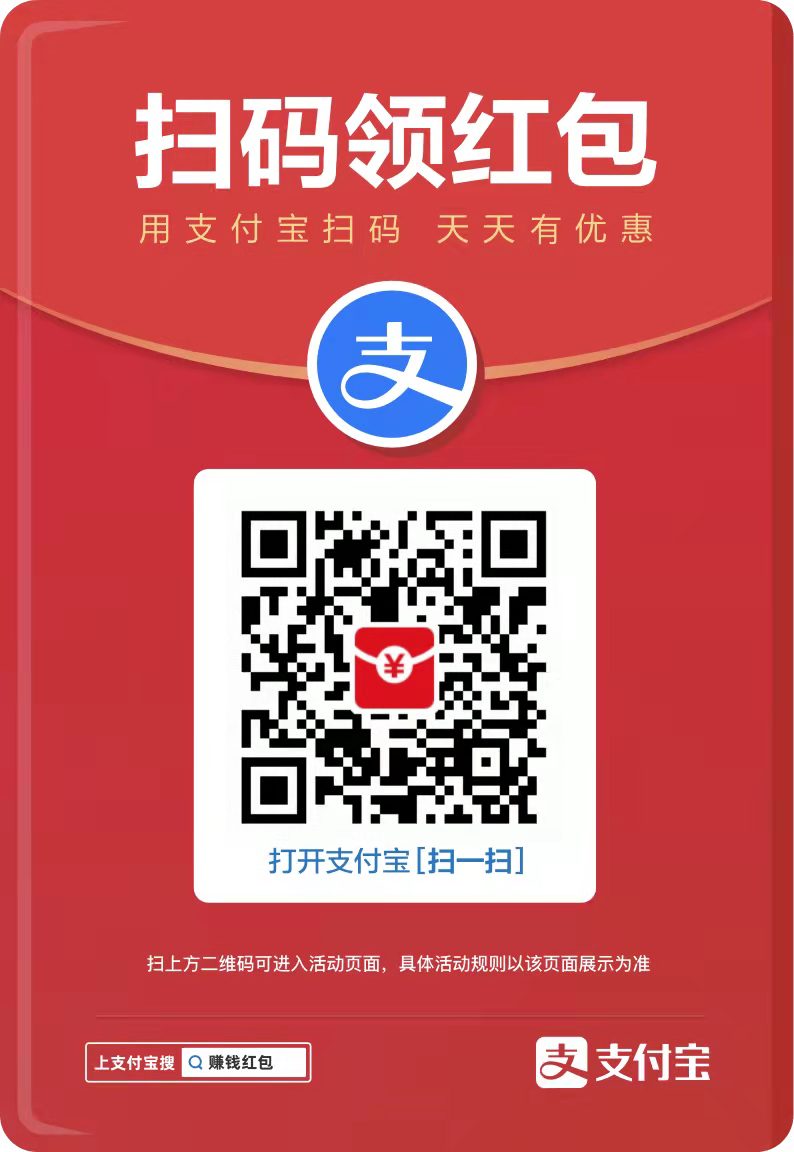 扫码领红包
用支付宝扫码 天天有优惠
支
¥
打开支付宝[扫一扫]
扫上方二维码可进入活动页面，具体活动规则以该页面展示为准
上支付宝搜 赚钱红包
支 支付宝